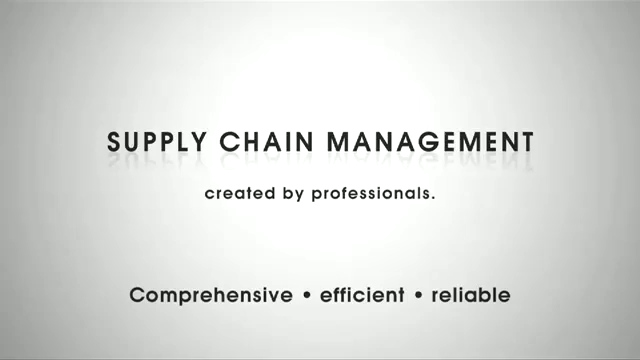 SUPPLY CHAIN MANAGEMENT
created by professionals.
Comprehensive • efficient • reliable